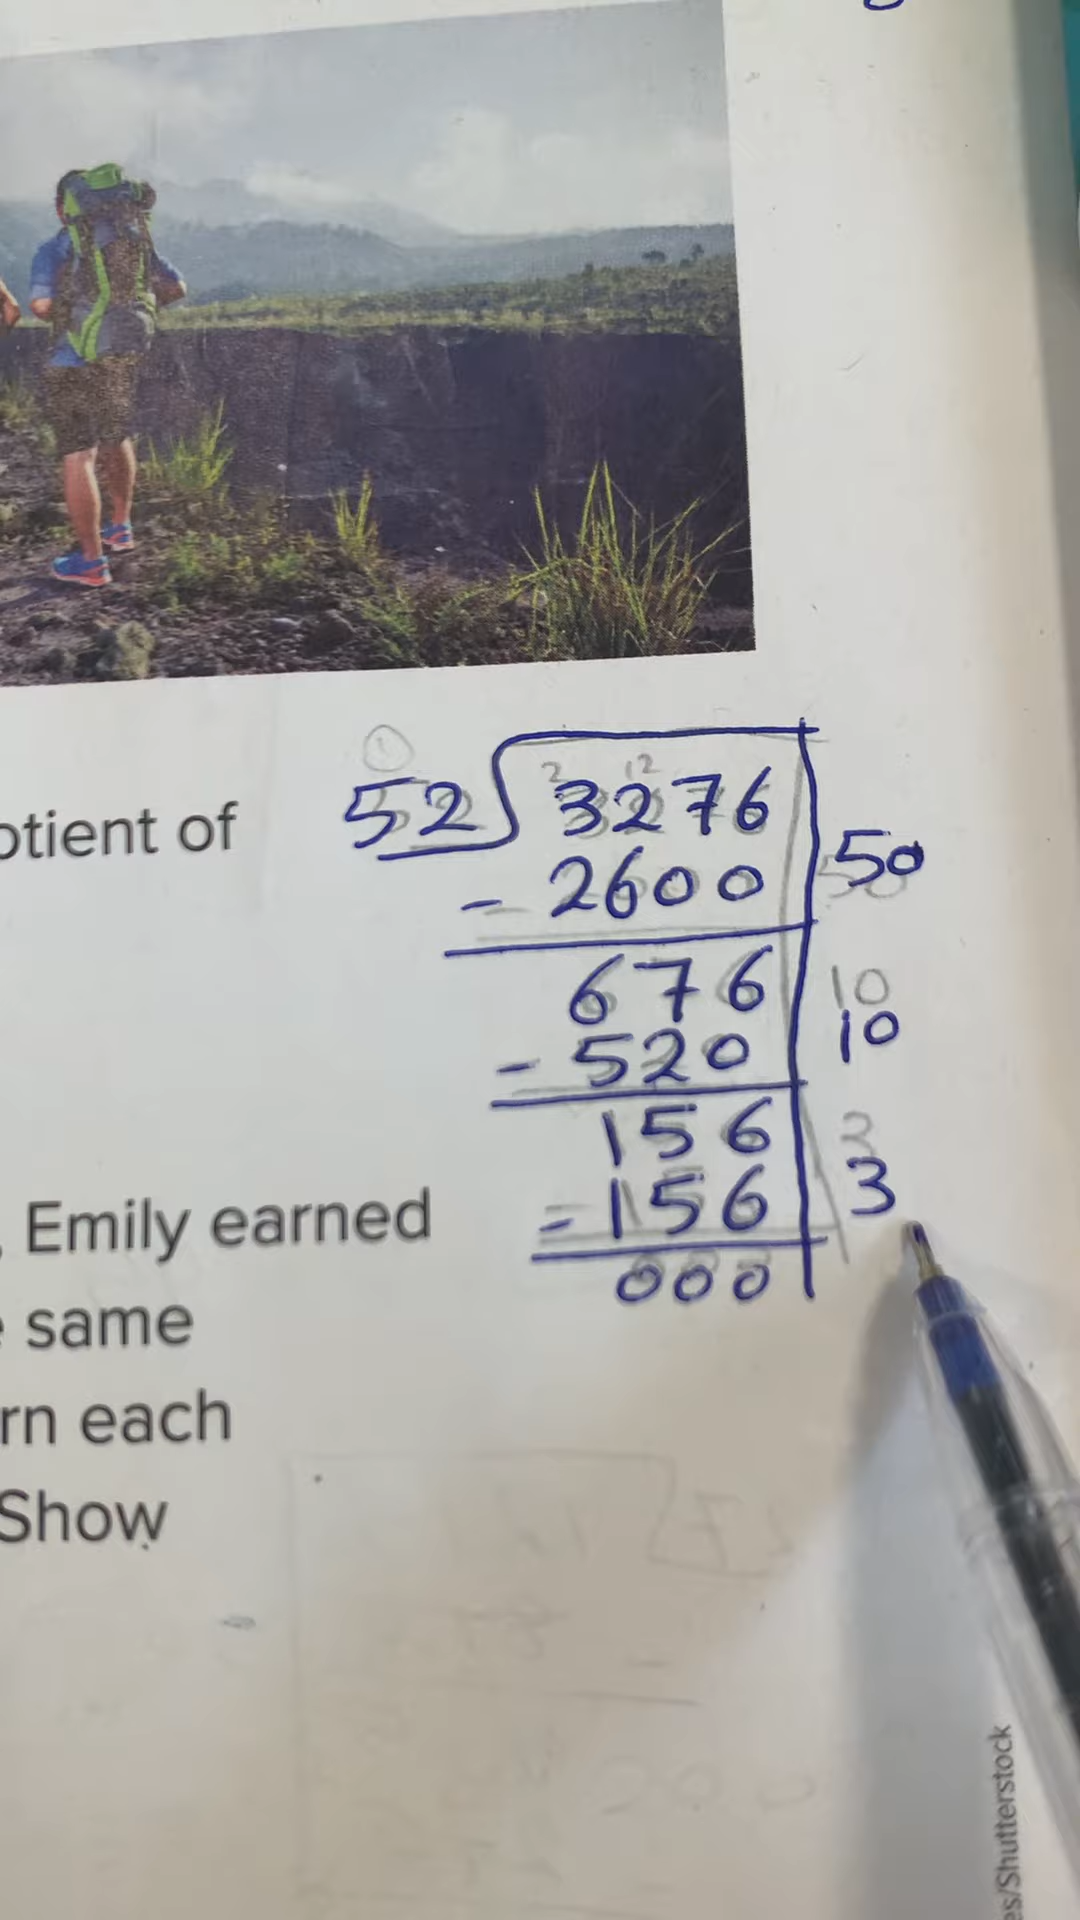 otient of
52 3276
- 2600 50
676 10
- 520 10
156
- 156 3
000
, Emily earned
same
rn each
Show
es/Shutterstock